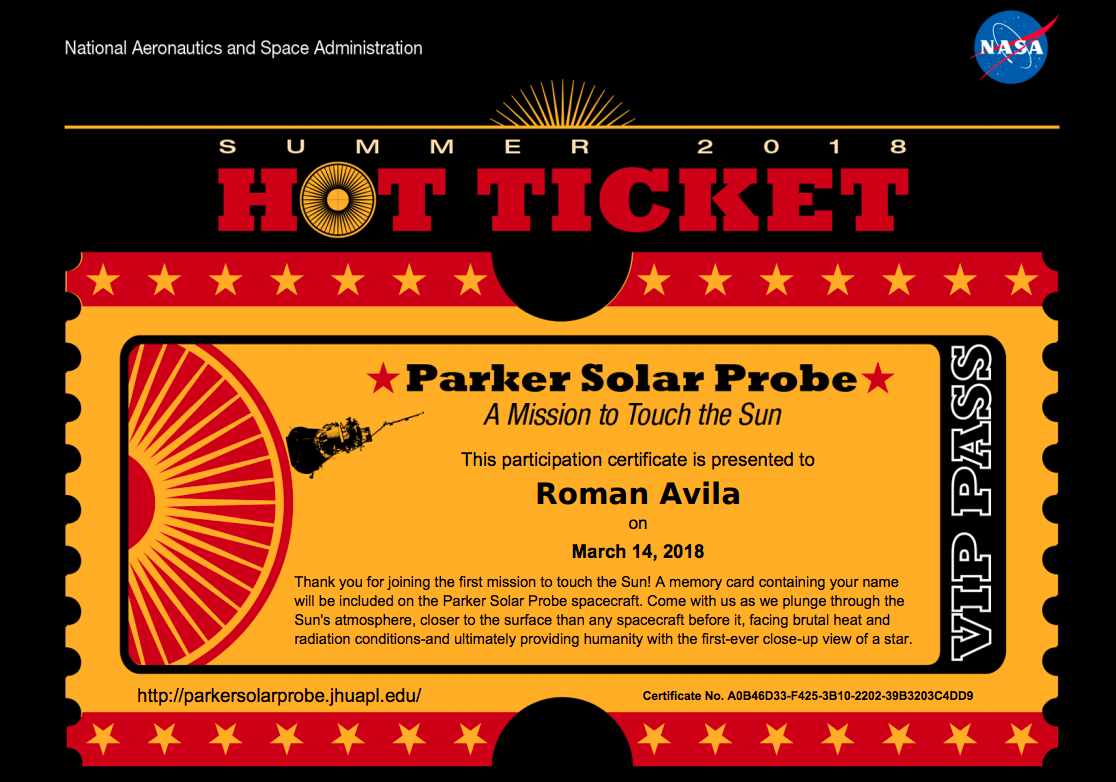 National Aeronautics and Space Administration
NASA
SUMMER 2018
HOT TICKET
Parker Solar Probe
A Mission to Touch the Sun
This participation certificate is presented to
Roman Avila
on
March 14, 2018
Thank you for joining the first mission to touch the Sun! A memory card containing your name
will be included on the Parker Solar Probe spacecraft. Come with us as we plunge through the
Sun's atmosphere, closer to the surface than any spacecraft before it, facing brutal heat and
radiation conditions-and ultimately providing humanity with the first-ever close-up view of a star.
VIP PASS
http://parkersolarprobe.jhuapl.edu/
Certificate No. A0B46D33-F425-3B10-2202-39B3203C4DD9